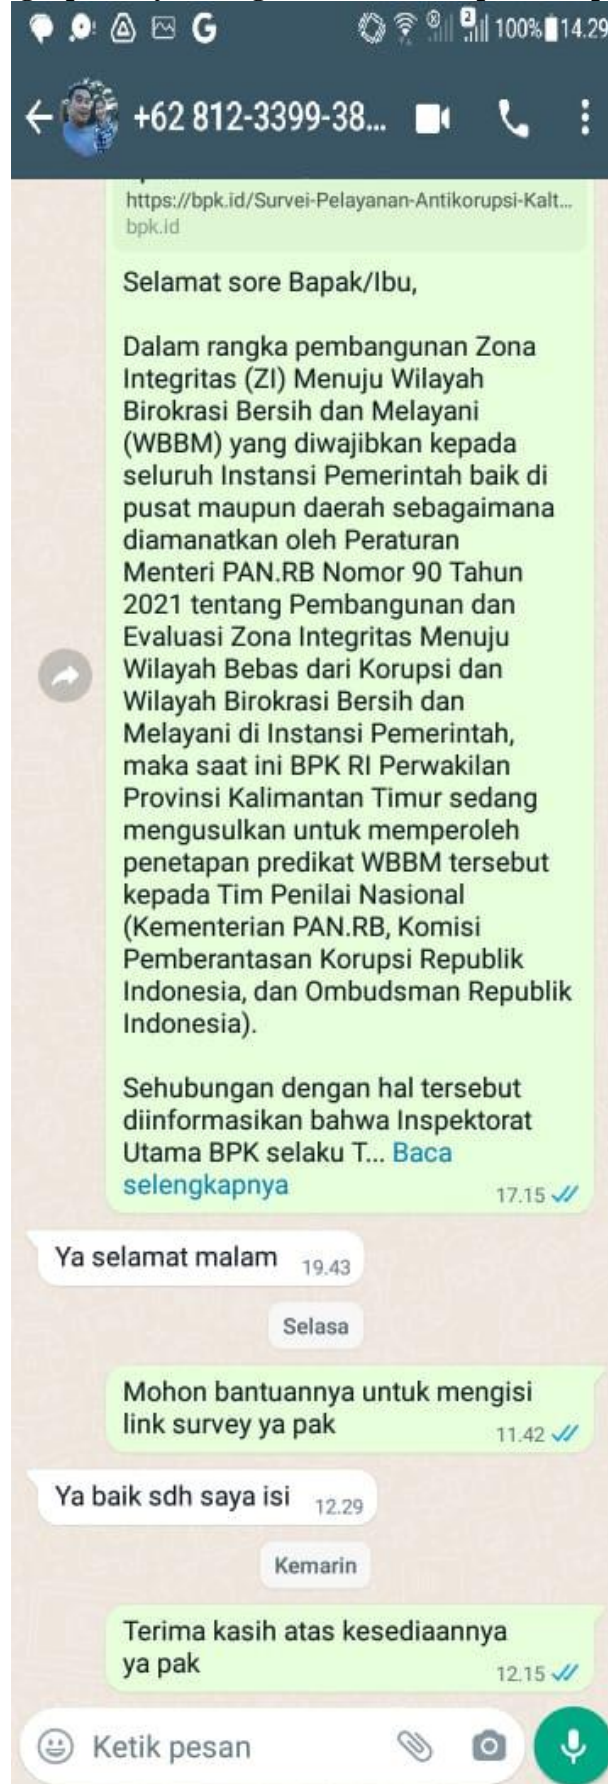 G 2 100% 14.29
+62 812-3399-38...
https://bpk.id/Survei-Pelayanan-Antikorupsi-Kalt...
bpk.id
Selamat sore Bapak/Ibu,
Dalam rangka pembangunan Zona
Integritas (ZI) Menuju Wilayah
Birokrasi Bersih dan Melayani
(WBBM) yang diwajibkan kepada
seluruh Instansi Pemerintah baik di
pusat maupun daerah sebagaimana
diamanatkan oleh Peraturan
Menteri PAN.RB Nomor 90 Tahun
2021 tentang Pembangunan dan
Evaluasi Zona Integritas Menuju
Wilayah Bebas dari Korupsi dan
Wilayah Birokrasi Bersih dan
Melayani di Instansi Pemerintah,
maka saat ini BPK RI Perwakilan
Provinsi Kalimantan Timur sedang
mengusulkan untuk memperoleh
penetapan predikat WBBM tersebut
kepada Tim Penilai Nasional
(Kementerian PAN.RB, Komisi
Pemberantasan Korupsi Republik
Indonesia, dan Ombudsman Republik
Indonesia).
Sehubungan dengan hal tersebut
diinformasikan bahwa Inspektorat
Utama BPK selaku T... Baca
selengkapnya 17.15
Ya selamat malam 19.43
Selasa
Mohon bantuannya untuk mengisi
link survey ya pak 11.42
Ya baik sdh saya isi 12.29
Kemarin
Terima kasih atas kesediaannya
ya pak 12.15
Ketik pesan